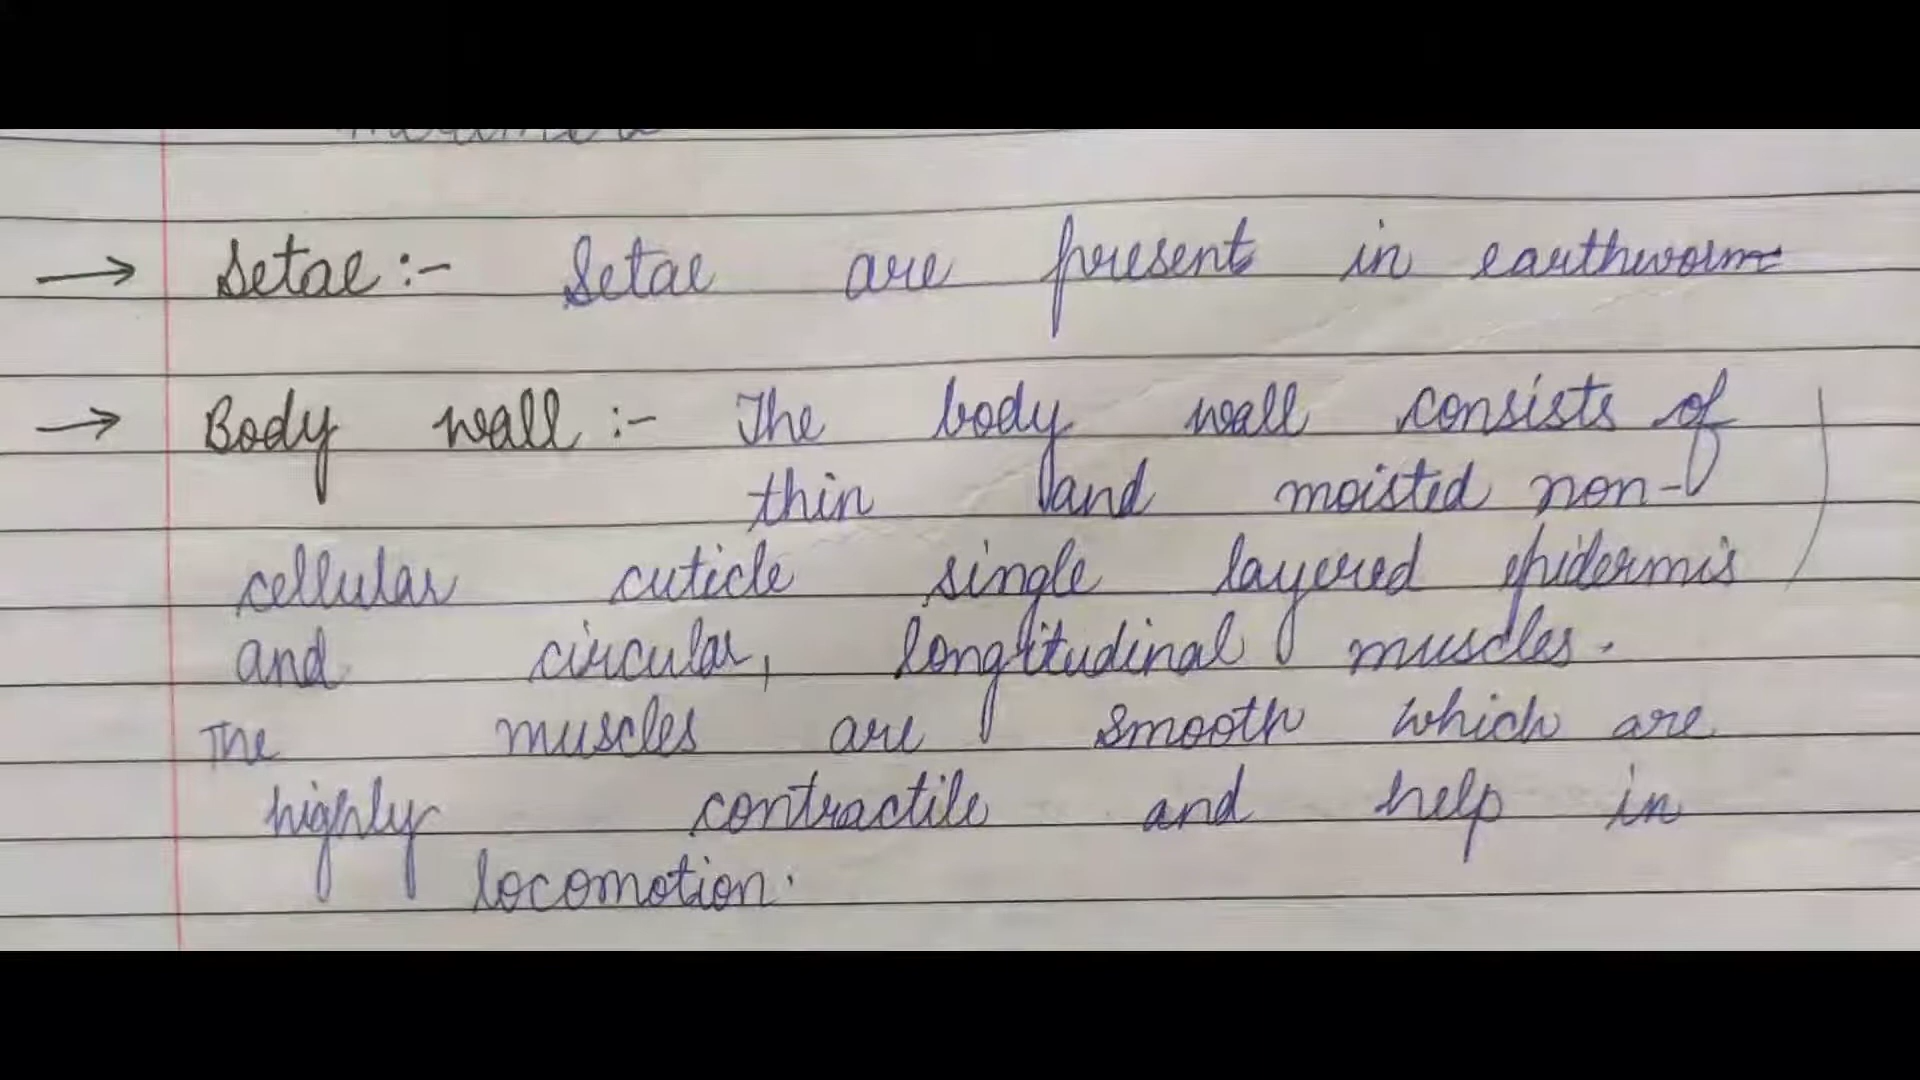 → Setae :- Setae are present in earthworm
→ Body wall :- The body wall consists of
thin and moisted non-
cellular cuticle single layered epidermis
and circular, longitudinal muscles.
The muscles are smooth which are
highly contractile and help in
locomotion.